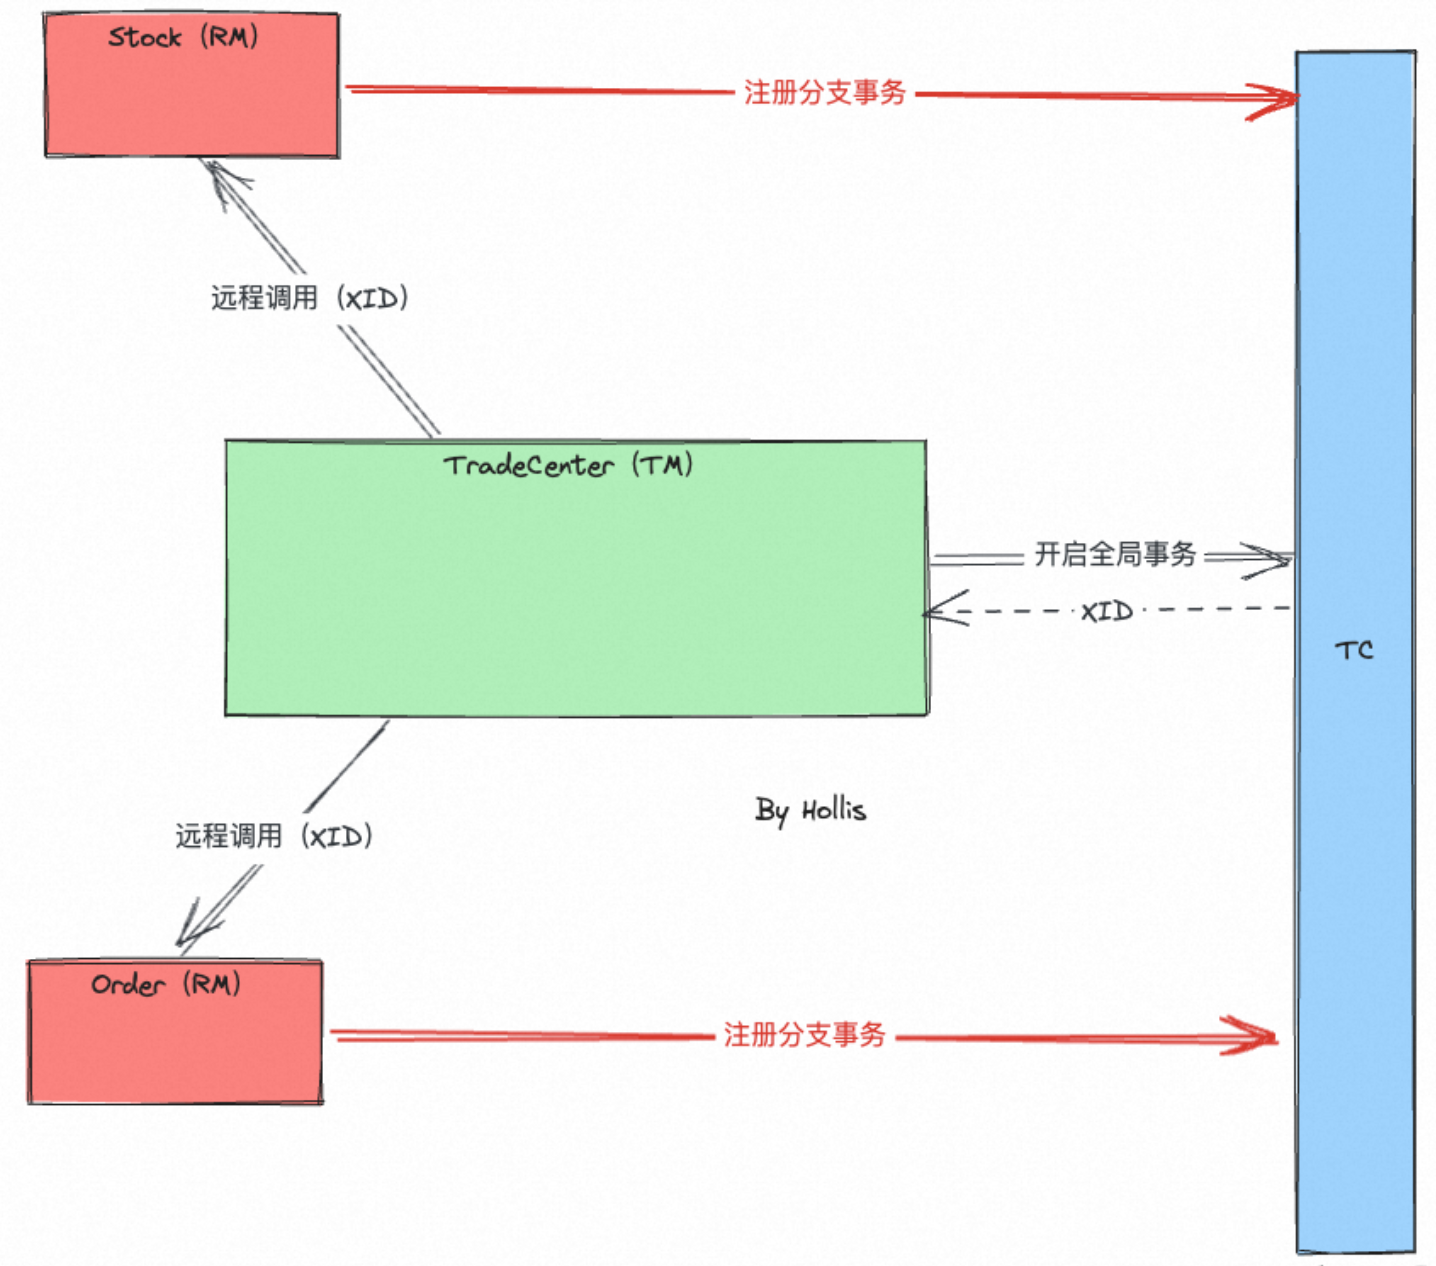 Stock (RM)
注册分支事务
远程调用 (XID)
TradeCenter (TM)
开启全局事务
XID
TC
By Hollis
远程调用 (XID)
Order (RM)
注册分支事务